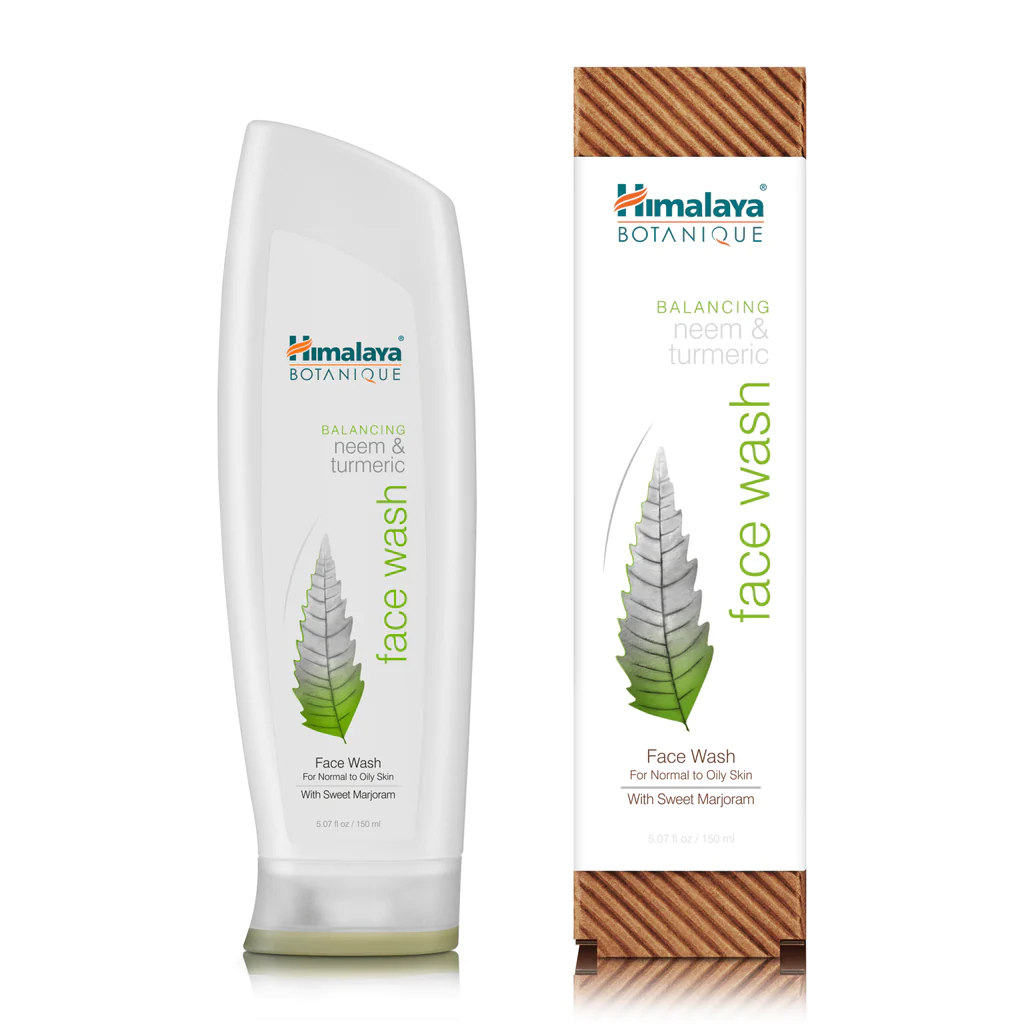 Himalaya®
BOTANIQUE
BALANCING
neem &
turmeric
face wash
Face Wash
For Normal to Oily Skin
With Sweet Marjoram
5.07 fl oz / 150 ml
Himalaya®
BOTANIQUE
BALANCING
neem &
turmeric
face wash
Face Wash
For Normal to Oily Skin
With Sweet Marjoram
5.07 fl oz / 150 ml